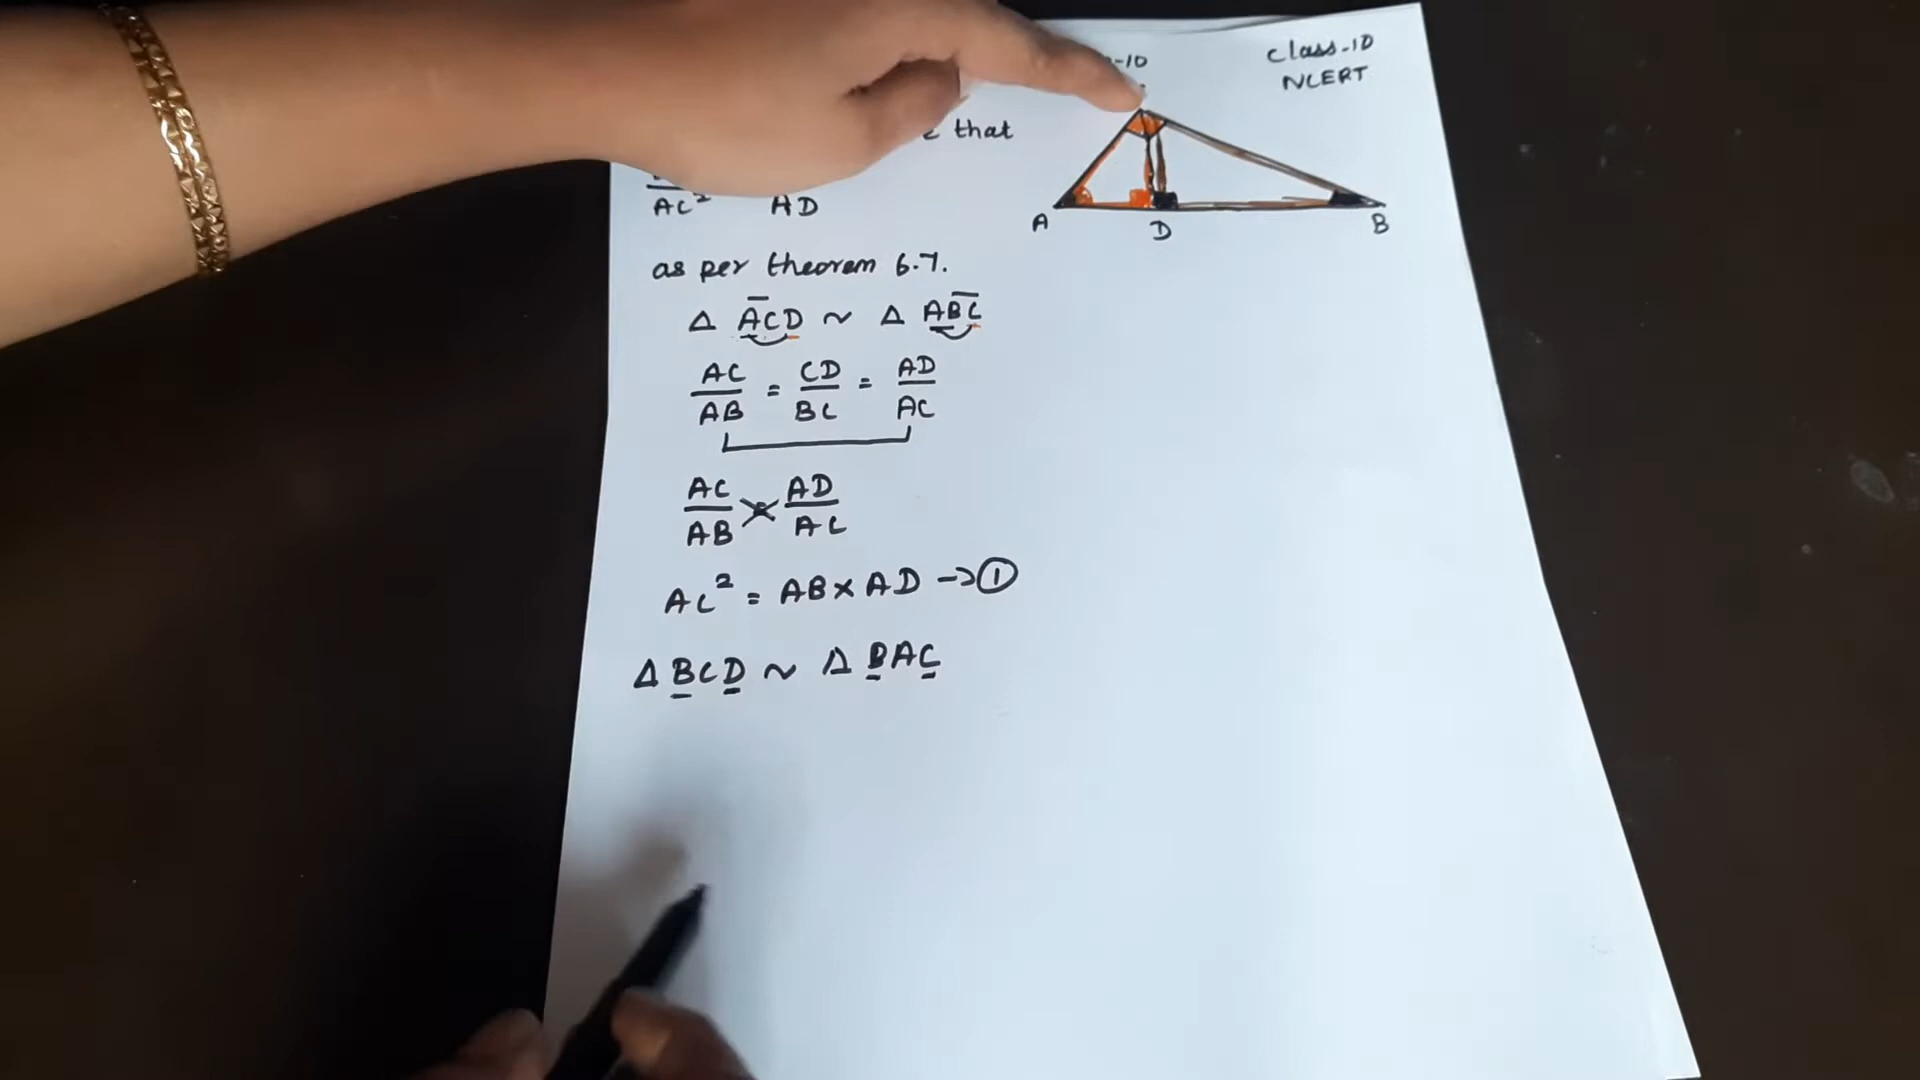 -10
Class-10
NCERT
that
AC²
AD
A
D
B
as per theorem 6.7.
Δ ACD ~ Δ ABC
AC/AB = CD/BC = AD/AC
AC/AB × AD/AC
AC² = AB × AD → ①
Δ BCD ~ Δ BAC